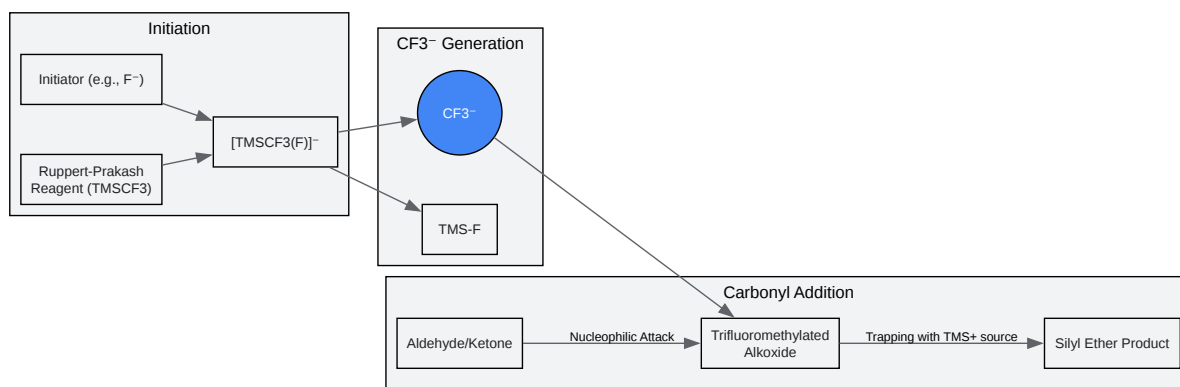 Initiation
Initiator (e.g., F⁻)
Ruppert-Prakash
Reagent (TMSCF3)
[TMSCF3(F)]⁻
CF3⁻ Generation
CF3⁻
TMS-F
Carbonyl Addition
Aldehyde/Ketone
Nucleophilic Attack
Trifluoromethylated
Alkoxide
Trapping with TMS+ source
Silyl Ether Product